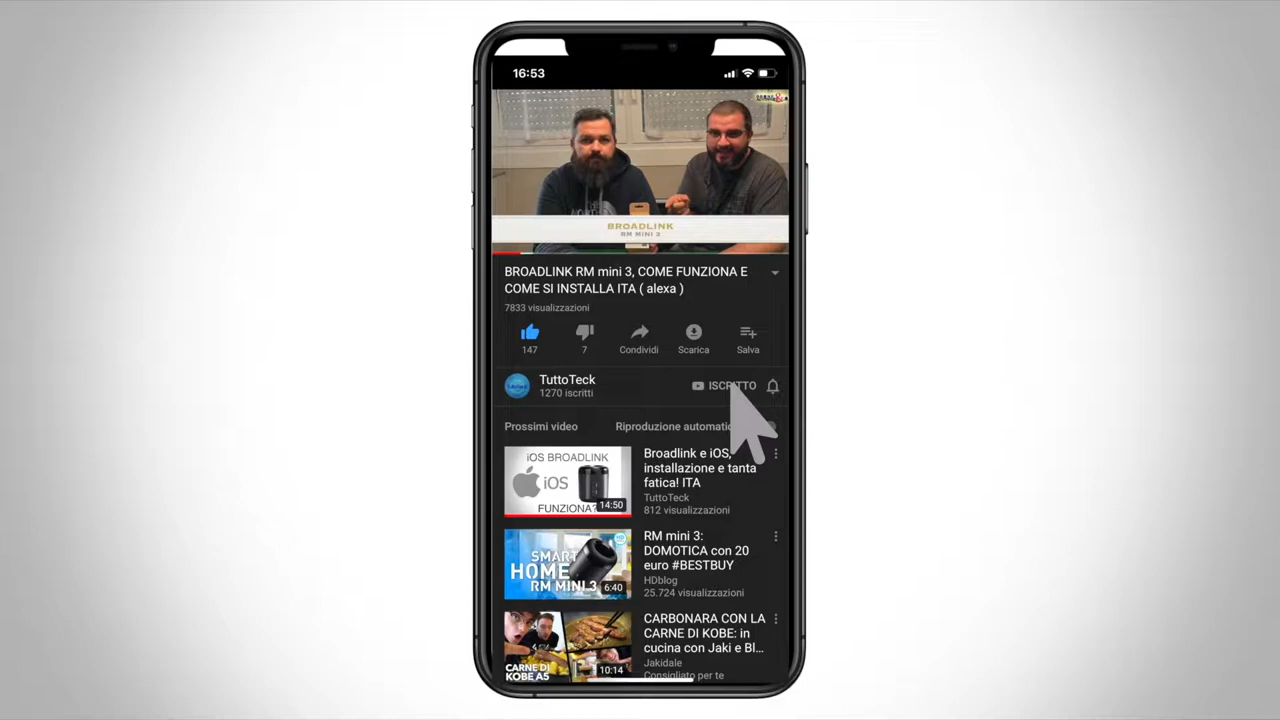 16:53
BROADLINK
RM MINI 3
BROADLINK RM mini 3, COME FUNZIONA E
COME SI INSTALLA ITA ( alexa )
7833 visualizzazioni
147
7
Condividi
Scarica
Salva
TuttoTeck
1270 iscritti
ISCRITTO
Prossimi video
Riproduzione automatic
iOS BROADLINK
iOS
FUNZIONA?
14:50
Broadlink e iOS,
installazione e tanta
fatica! ITA
TuttoTeck
812 visualizzazioni
SMART
HOME
RM MINI 3
HD
6:40
RM mini 3:
DOMOTICA con 20
euro #BESTBUY
HDblog
25.724 visualizzazioni
CARNE DI
KOBE A5
10:14
CARBONARA CON LA
CARNE DI KOBE: in
cucina con Jaki e Bl...
Jakidale
Consigliato per te